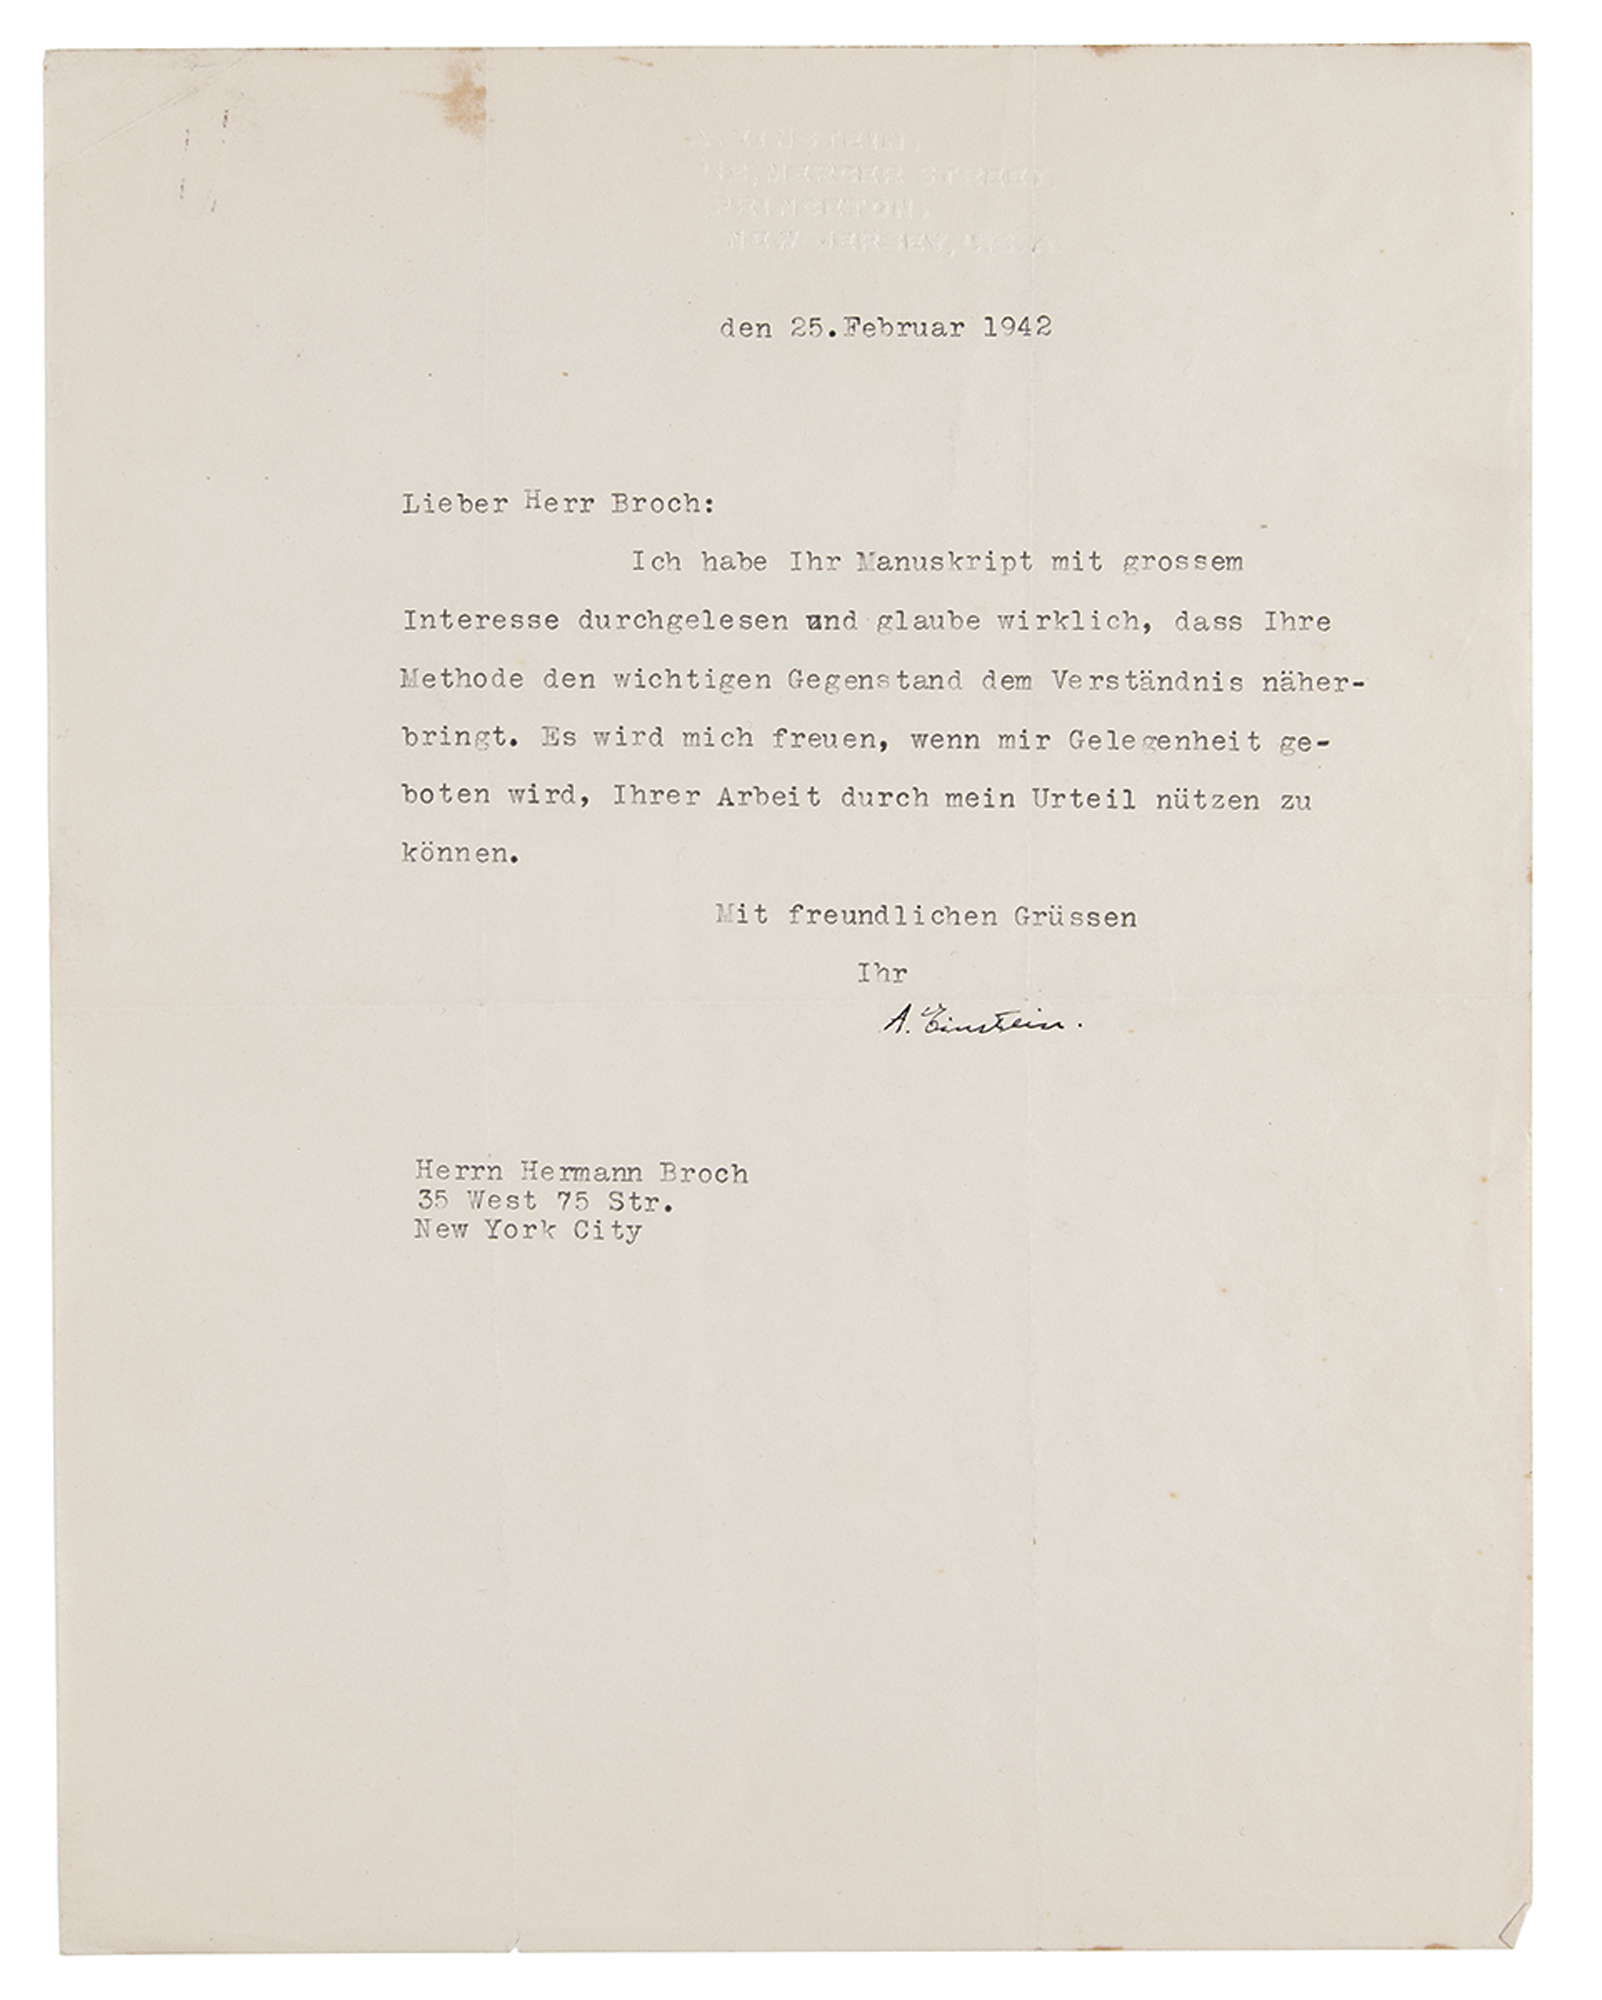 A. EINSTEIN,
112, MERCER STREET,
PRINCETON,
NEW JERSEY, U.S.A.
den 25.Februar 1942
Lieber Herr Broch:
Ich habe Ihr Manuskript mit grossem
Interesse durchgelesen und glaube wirklich, dass Ihre
Methode den wichtigen Gegenstand dem Verständnis näher-
bringt. Es wird mich freuen, wenn mir Gelegenheit ge-
boten wird, Ihrer Arbeit durch mein Urteil nützen zu
können.
Mit freundlichen Grüssen
Ihr
A. Einstein.
Herrn Hermann Broch
35 West 75 Str.
New York City